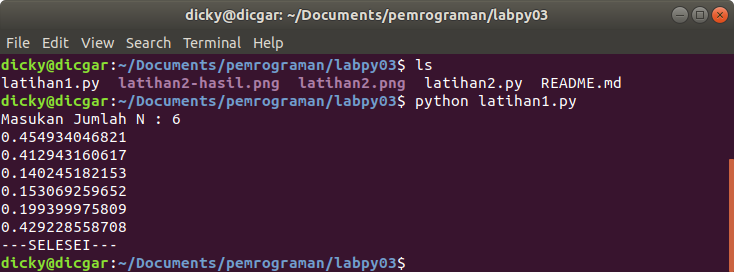 dicky@dicgar: ~/Documents/pemrograman/labpy03
File Edit View Search Terminal Help
dicky@dicgar:~/Documents/pemrograman/labpy03$ ls
latihan1.py latihan2-hasil.png latihan2.png latihan2.py README.md
dicky@dicgar:~/Documents/pemrograman/labpy03$ python latihan1.py
Masukan Jumlah N : 6
0.454934046821
0.412943160617
0.140245182153
0.153069259652
0.199399975809
0.429228558708
---SELESEI---
dicky@dicgar:~/Documents/pemrograman/labpy03$